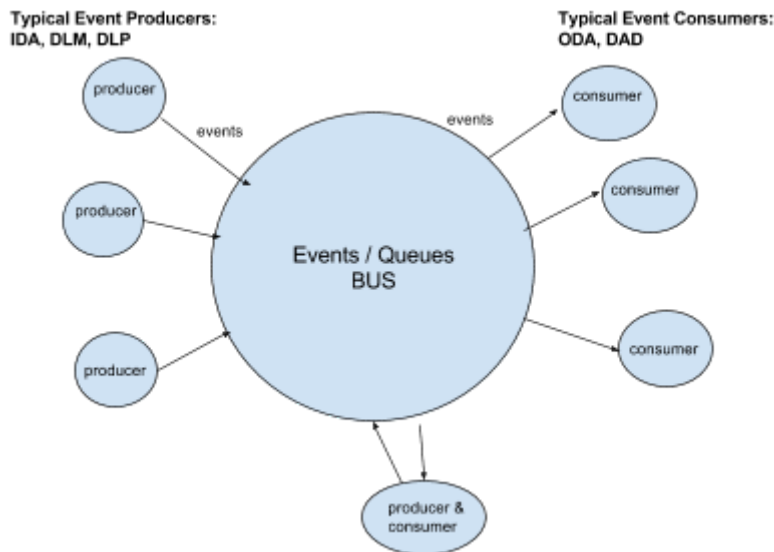 Typical Event Producers:
IDA, DLM, DLP
Typical Event Consumers:
ODA, DAD
producer
events
events
consumer
producer
consumer
Events / Queues
BUS
producer
consumer
producer &
consumer